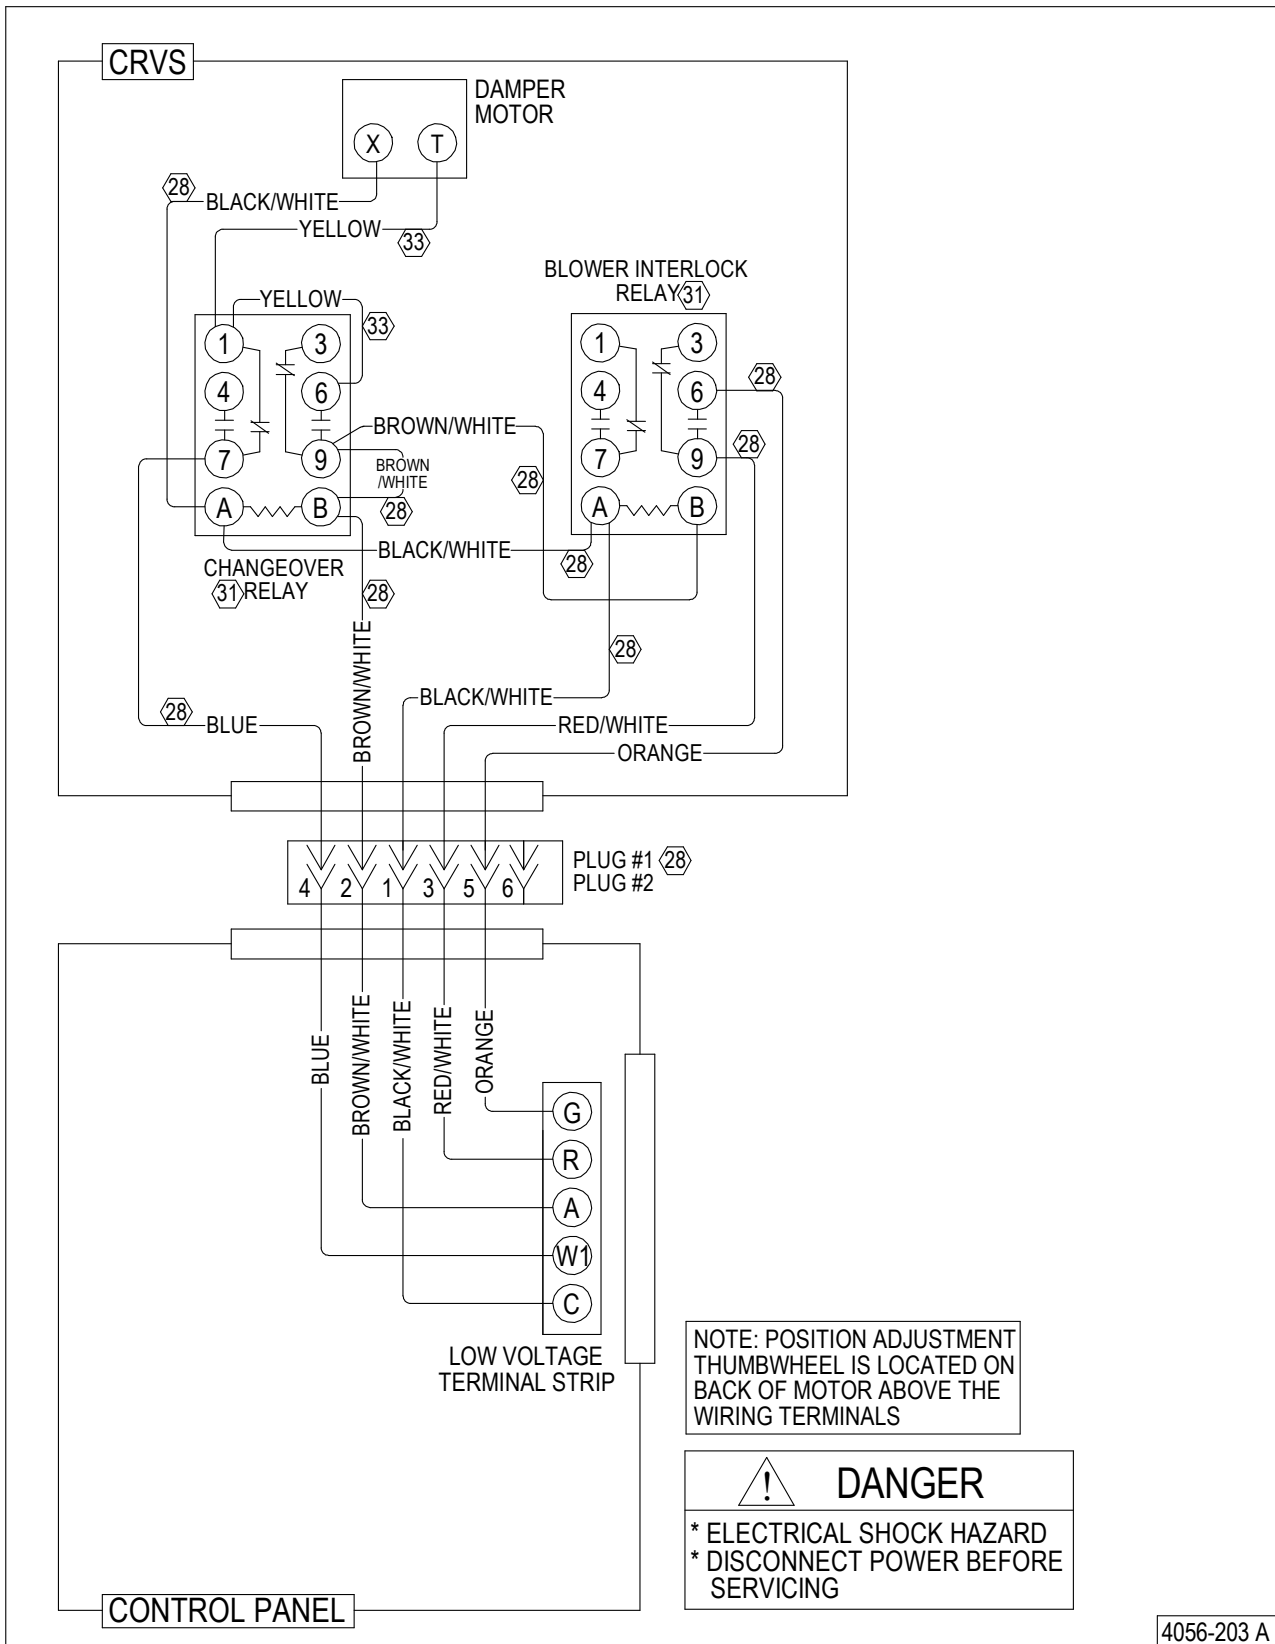 CRVS
DAMPER
MOTOR
X T
28
BLACK/WHITE
YELLOW
33
BLOWER INTERLOCK
RELAY 31
YELLOW
33
1 3
4 6
7 9
A B
1 3
4 6
7 9
A B
28
BROWN/WHITE
28
BROWN
/WHITE
28
28
BLACK/WHITE
28
CHANGEOVER
31 RELAY
28
28
BROWN/WHITE
BLACK/WHITE
28
BLUE
RED/WHITE
ORANGE
PLUG #1 28
PLUG #2
4 2 1 3 5 6
BLUE
BROWN/WHITE
BLACK/WHITE
RED/WHITE
ORANGE
G
R
A
W1
C
LOW VOLTAGE
TERMINAL STRIP
NOTE: POSITION ADJUSTMENT
THUMBWHEEL IS LOCATED ON
BACK OF MOTOR ABOVE THE
WIRING TERMINALS
! DANGER
* ELECTRICAL SHOCK HAZARD
* DISCONNECT POWER BEFORE
SERVICING
CONTROL PANEL
4056-203 A